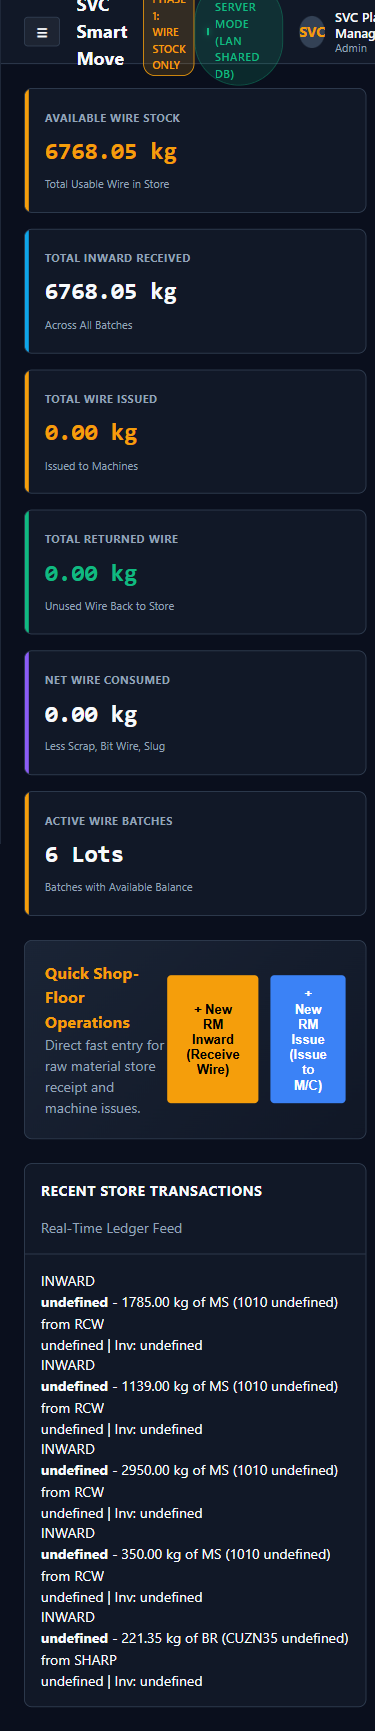 ☰
SVC
Smart
Move
PHASE
1:
WIRE
STOCK
ONLY
SERVER
MODE
(LAN
SHARED
DB)
SVC
SVC Pla
Manag
Admin
AVAILABLE WIRE STOCK
6768.05 kg
Total Usable Wire in Store
TOTAL INWARD RECEIVED
6768.05 kg
Across All Batches
TOTAL WIRE ISSUED
0.00 kg
Issued to Machines
TOTAL RETURNED WIRE
0.00 kg
Unused Wire Back to Store
NET WIRE CONSUMED
0.00 kg
Less Scrap, Bit Wire, Slug
ACTIVE WIRE BATCHES
6 Lots
Batches with Available Balance
Quick Shop-
Floor
Operations
Direct fast entry for
raw material store
receipt and
machine issues.
+ New
RM
Inward
(Receive
Wire)
+
New
RM
Issue
(Issue
to
M/C)
RECENT STORE TRANSACTIONS
Real-Time Ledger Feed
INWARD
undefined - 1785.00 kg of MS (1010 undefined)
from RCW
undefined | Inv: undefined
INWARD
undefined - 1139.00 kg of MS (1010 undefined)
from RCW
undefined | Inv: undefined
INWARD
undefined - 2950.00 kg of MS (1010 undefined)
from RCW
undefined | Inv: undefined
INWARD
undefined - 350.00 kg of MS (1010 undefined)
from RCW
undefined | Inv: undefined
INWARD
undefined - 221.35 kg of BR (CUZN35 undefined)
from SHARP
undefined | Inv: undefined